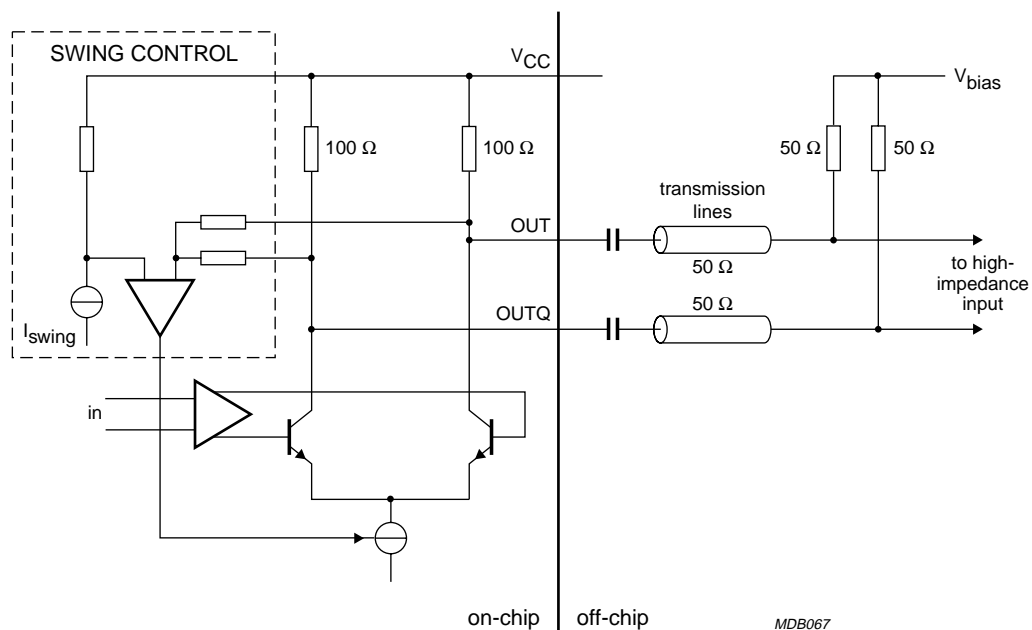 SWING CONTROL
VCC
Vbias
100 Ω
100 Ω
50 Ω
50 Ω
transmission
lines
OUT
50 Ω
to high-
impedance
input
50 Ω
OUTQ
Iswing
in
on-chip
off-chip
MDB067